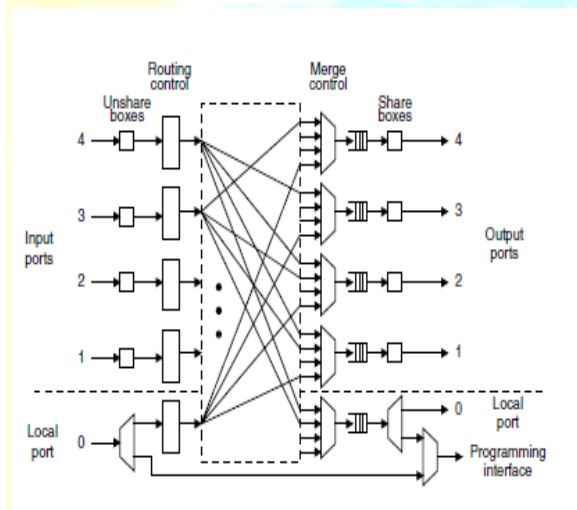 Routing
control
Merge
control
Unshare
boxes
Share
boxes
4
4
3
3
Input
ports
Output
ports
2
2
1
1
0
Local
port
Local
port
0
Programming
interface